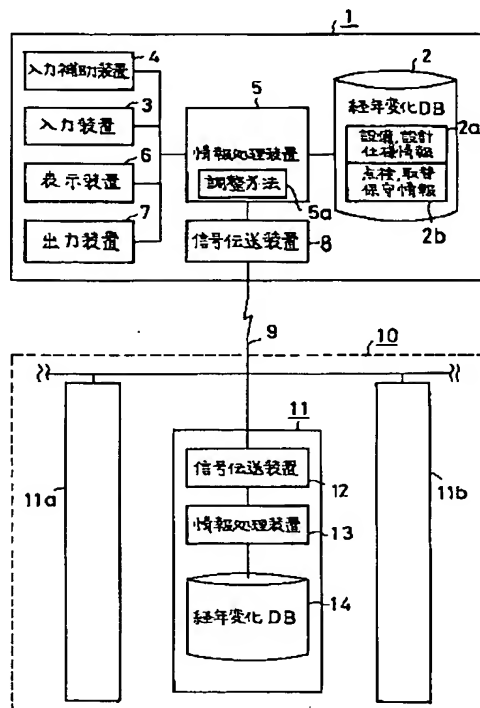 1
4
入力補助装置
3
入力装置
6
表示装置
7
出力装置
5
情報処理装置
調整方法
5a
信号伝送装置
8
2
経年変化DB
設備,設計
仕様情報
2a
点検,取替
保守情報
2b
9
10
11
信号伝送装置
12
情報処理装置
13
経年変化DB
14
11a
11b